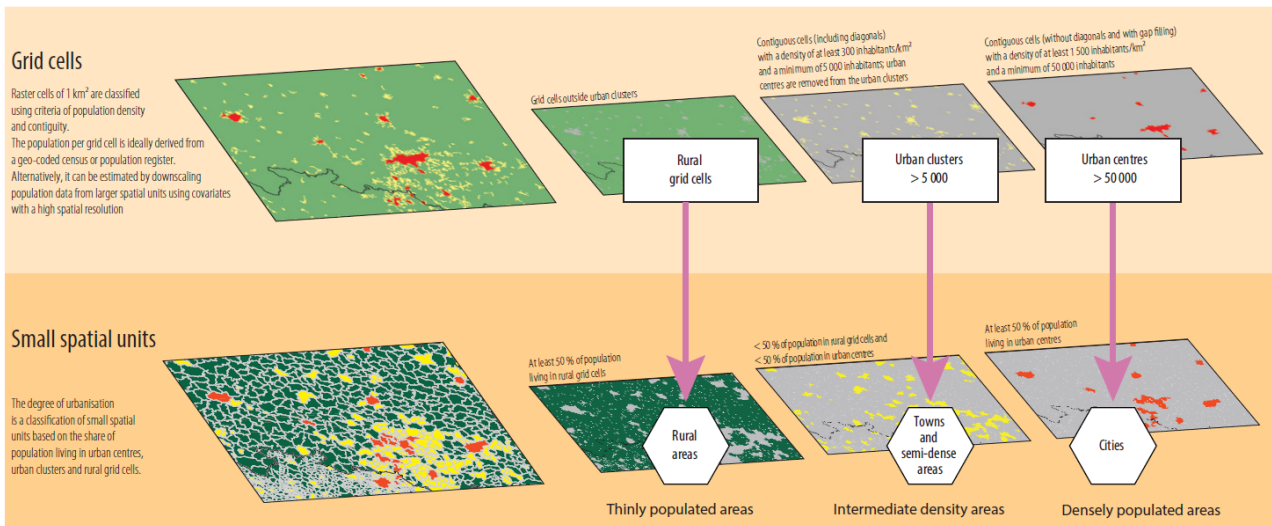 Grid cells
Raster cells of 1 km² are classified
using criteria of population density
and contiguity.
The population per grid cell is ideally derived from
a geo-coded census or population register.
Alternatively, it can be estimated by downscaling
population data from larger spatial units using covariates
with a high spatial resolution
Grid cells outside urban clusters
Contiguous cells (including diagonals)
with a density of at least 300 inhabitants/km²
and a minimum of 5 000 inhabitants; urban
centres are removed from the urban clusters
Contiguous cells (without diagonals and with gap filling)
with a density of at least 1 500 inhabitants/km²
and a minimum of 50 000 inhabitants
Rural
grid cells
Urban clusters
> 5 000
Urban centres
> 50 000
Small spatial units
The degree of urbanisation
is a classification of small spatial
units based on the share of
population living in urban centres,
urban clusters and rural grid cells.
At least 50 % of population
living in rural grid cells
< 50 % of population in rural grid cells and
< 50 % of population in urban centres
At least 50 % of population
living in urban centres
Rural
areas
Towns
and
semi-dense
areas
Cities
Thinly populated areas
Intermediate density areas
Densely populated areas